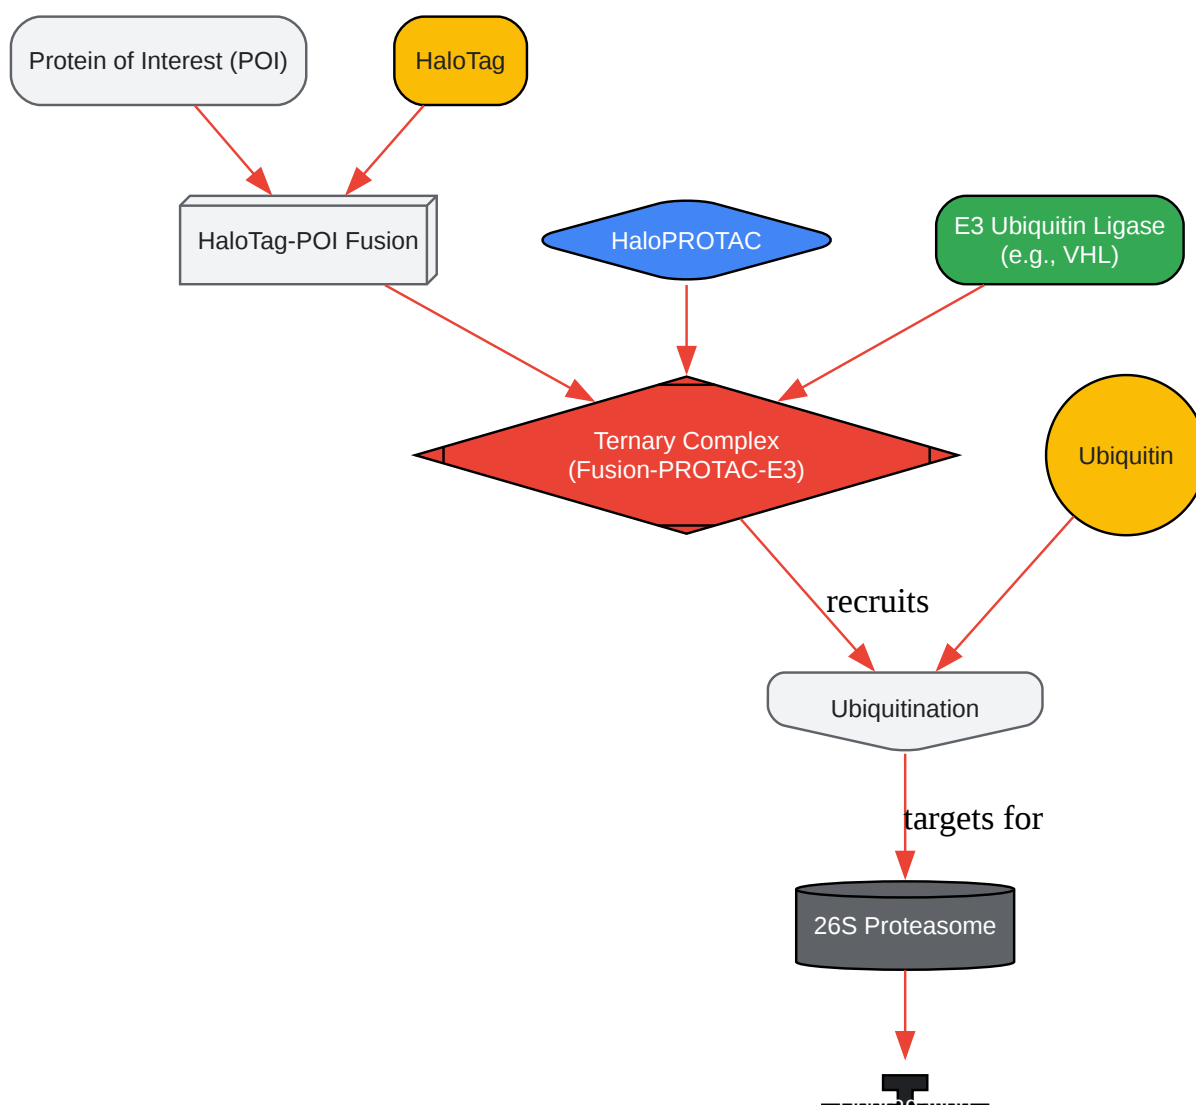 Protein of Interest (POI)
HaloTag
HaloTag-POI Fusion
HaloPROTAC
E3 Ubiquitin Ligase
(e.g., VHL)
Ternary Complex
(Fusion-PROTAC-E3)
Ubiquitin
recruits
Ubiquitination
targets for
26S Proteasome